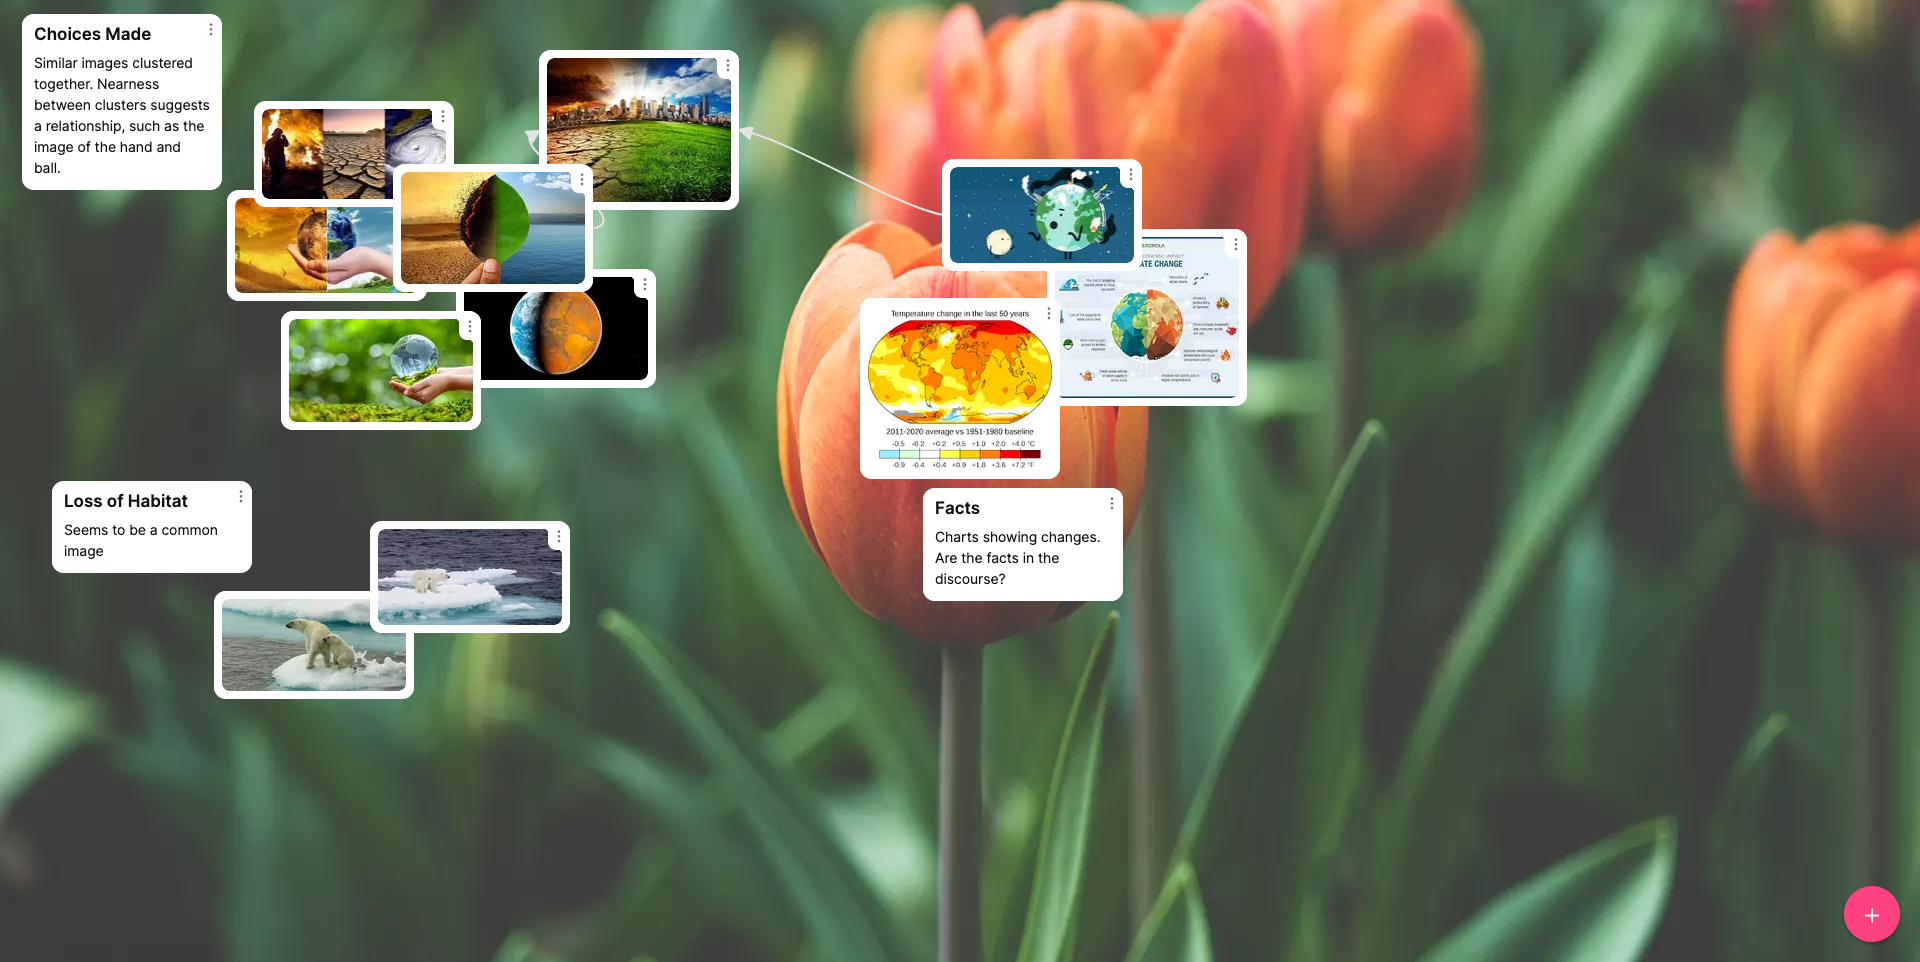 Choices Made
Similar images clustered
together. Nearness
between clusters suggests
a relationship, such as the
image of the hand and
ball.
IBERDROLA
ECONOMIC IMPACT
ATE CHANGE
Temperature change in the last 50 years
2011-2020 average vs 1951-1980 baseline
-0.5 -0.2 +0.2 +0.5 +1.0 +2.0 +4.0 °C
-0.9 -0.4 +0.4 +0.9 +1.8 +3.6 +7.2 °F
Loss of Habitat
Seems to be a common
image
Facts
Charts showing changes.
Are the facts in the
discourse?